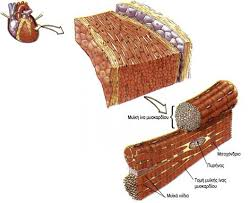 Μυϊκή ίνα μυοκαρδίου
Μιτοχόνδριο
Πυρήνας
Τομή μυϊκής ίνας
μυοκαρδίου
Μυϊκά ινίδια